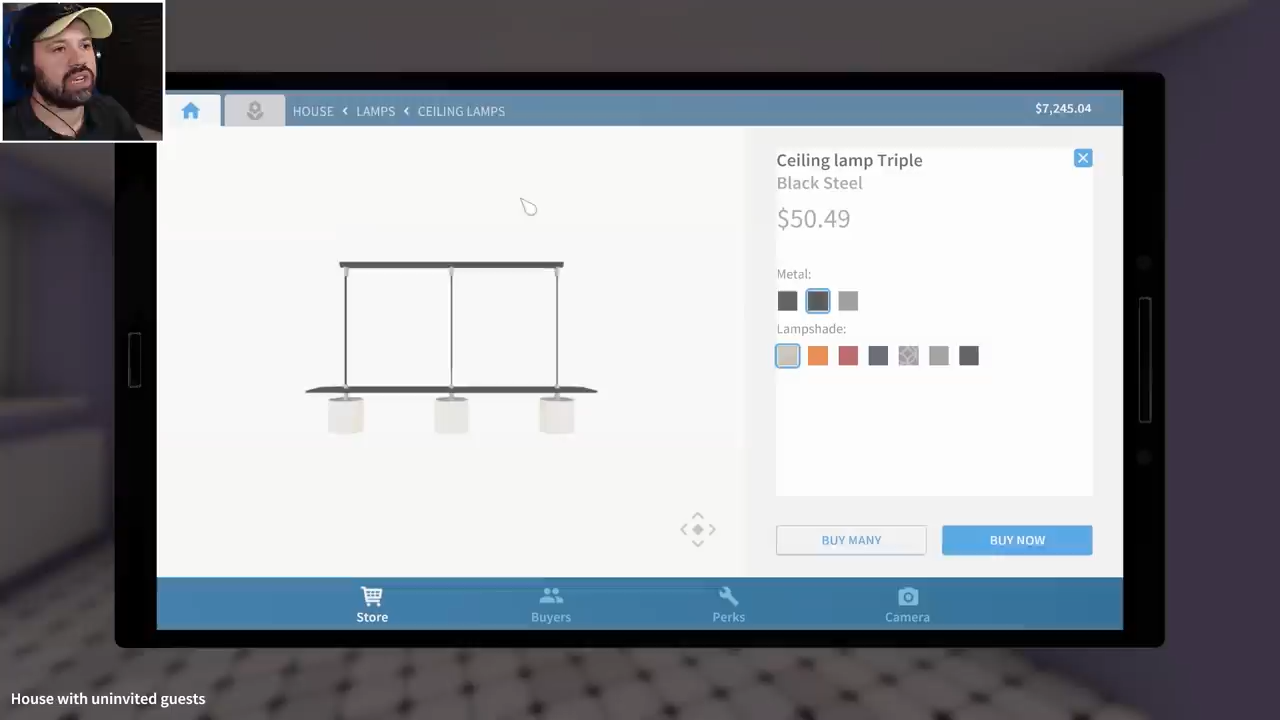 HOUSE < LAMPS < CEILING LAMPS
$7,245.04
Ceiling lamp Triple
Black Steel
$50.49
Metal:
Lampshade:
BUY MANY
BUY NOW
Store
Buyers
Perks
Camera
House with uninvited guests